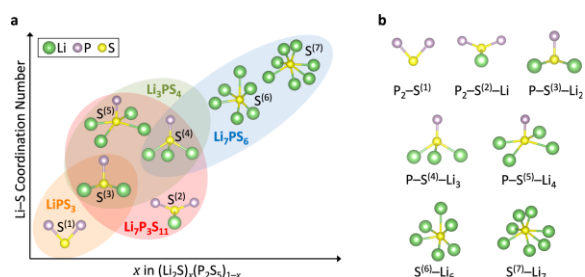 a
Li P S
Li–S Coordination Number
S(7)
Li3PS4
S(5)
S(6)
S(4)
Li7PS6
LiPS3
S(3)
S(2)
S(1)
Li7P3S11
x in (Li2S)x(P2S5)1–x
b
P2–S(1)
P2–S(2)–Li
P–S(3)–Li2
P–S(4)–Li3
P–S(5)–Li4
S(6)–Li6
S(7)–Li7